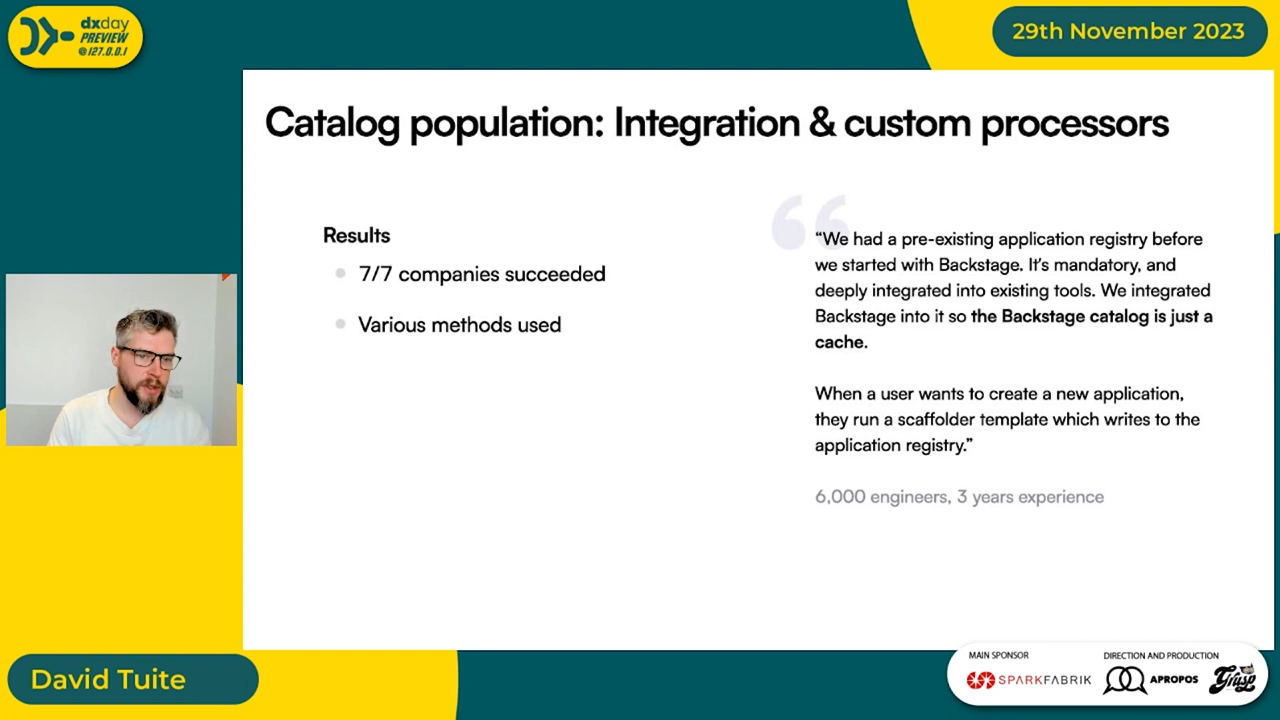 dxday
PREVIEW
@127.0.0.1
29th November 2023
Catalog population: Integration & custom processors
Results
7/7 companies succeeded
Various methods used
“We had a pre-existing application registry before
we started with Backstage. It's mandatory, and
deeply integrated into existing tools. We integrated
Backstage into it so the Backstage catalog is just a
cache.
When a user wants to create a new application,
they run a scaffolder template which writes to the
application registry.”
6,000 engineers, 3 years experience
David Tuite
MAIN SPONSOR
SPARKFABRIK
DIRECTION AND PRODUCTION
APROPOS
Grusp